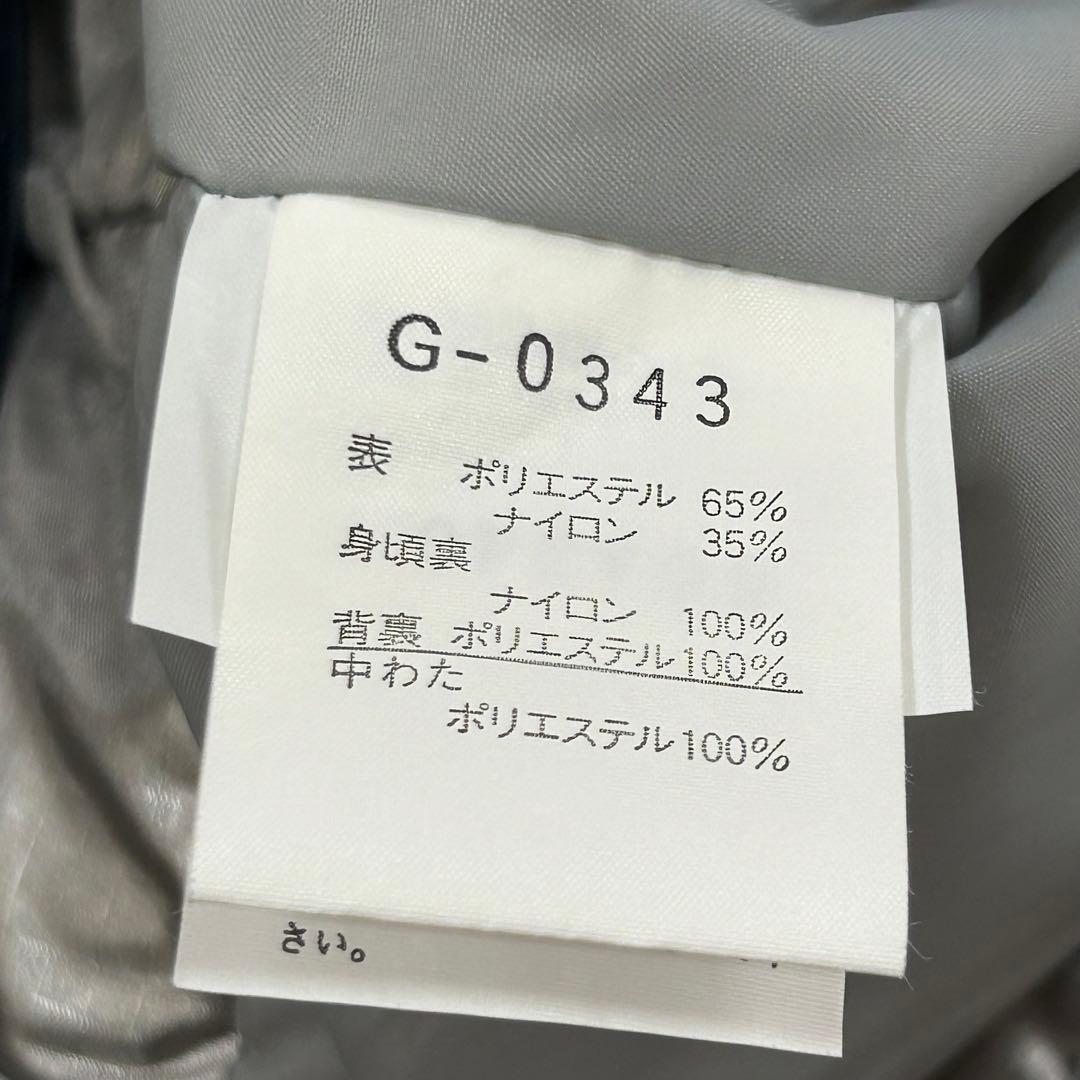 G-0343
表 ポリエステル 65%
ナイロン 35%
身頃裏
ナイロン 100%
背裏 ポリエステル 100%
中わた
ポリエステル 100%
さい。